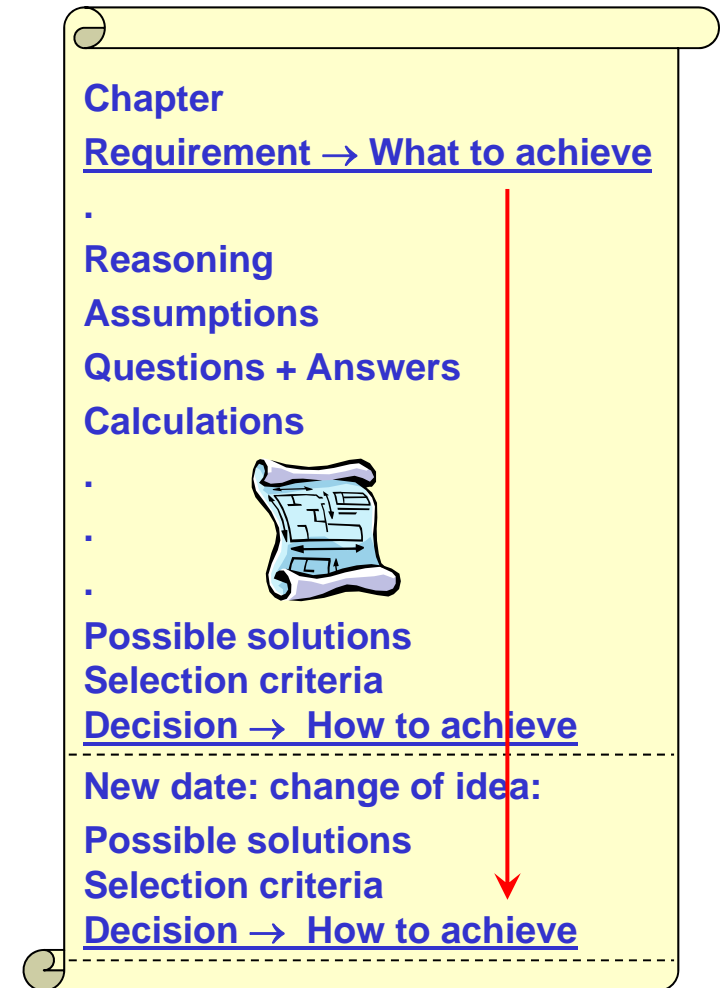 Chapter
Requirement → What to achieve
.
Reasoning
Assumptions
Questions + Answers
Calculations
.
.
.
Possible solutions
Selection criteria
Decision → How to achieve
New date: change of idea:
Possible solutions
Selection criteria
Decision → How to achieve